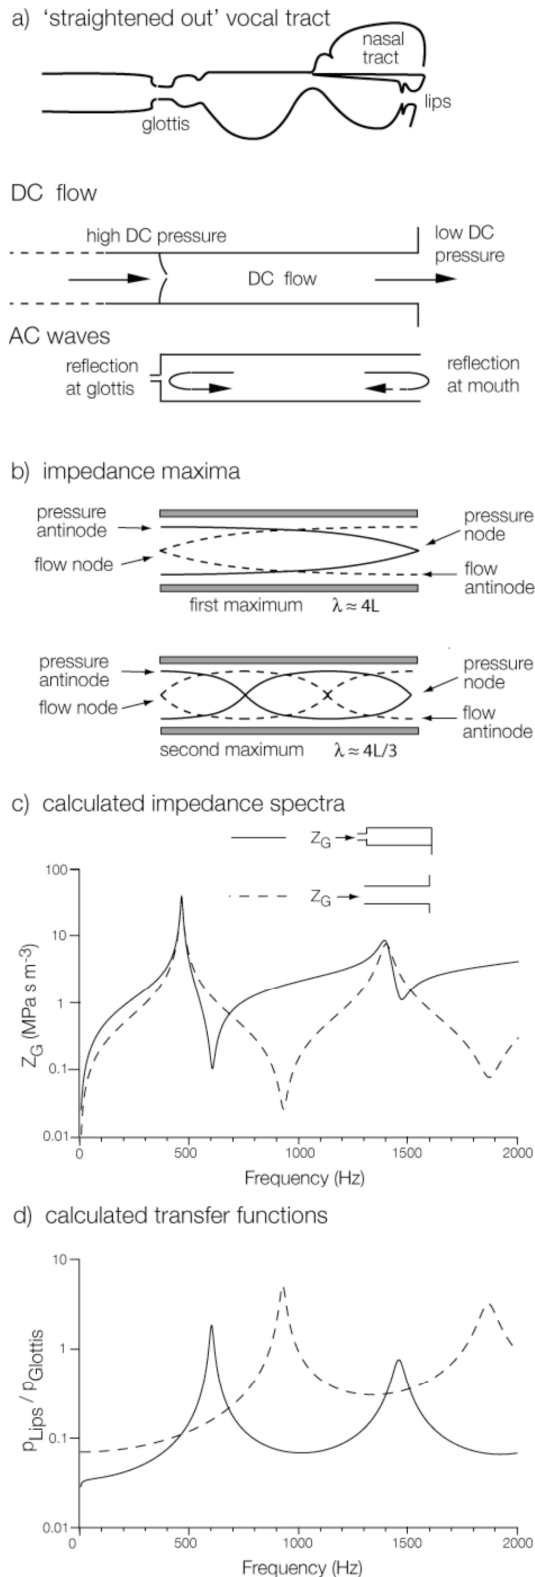 a) 'straightened out' vocal tract
nasal
tract
lips
glottis
DC flow
high DC pressure
low DC
pressure
DC flow
AC waves
reflection
at glottis
reflection
at mouth
b) impedance maxima
pressure
antinode
flow node
pressure
node
flow
antinode
first maximum λ ≈ 4L
pressure
antinode
flow node
pressure
node
flow
antinode
second maximum λ ≈ 4L/3
c) calculated impedance spectra
Z_G
Z_G
Z_G (MPa s m-3)
100
10
1
0.1
0.01
0 500 1000 1500 2000
Frequency (Hz)
d) calculated transfer functions
pLips / pGlottis
10
1
0.1
0.01
0 500 1000 1500 2000
Frequency (Hz)